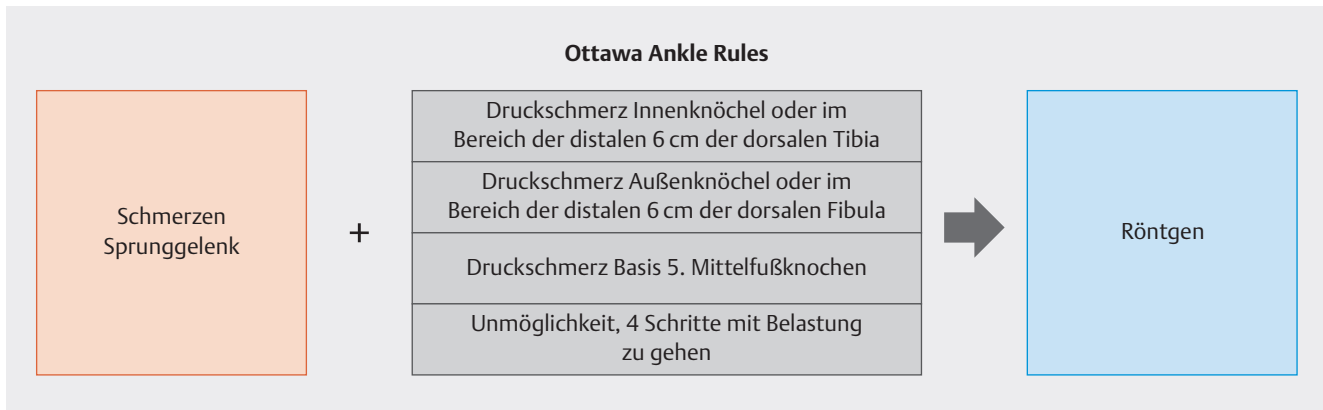 Ottawa Ankle Rules
Schmerzen
Sprunggelenk
+
Druckschmerz Innenknöchel oder im
Bereich der distalen 6 cm der dorsalen Tibia
Druckschmerz Außenknöchel oder im
Bereich der distalen 6 cm der dorsalen Fibula
Druckschmerz Basis 5. Mittelfußknochen
Unmöglichkeit, 4 Schritte mit Belastung
zu gehen
Röntgen